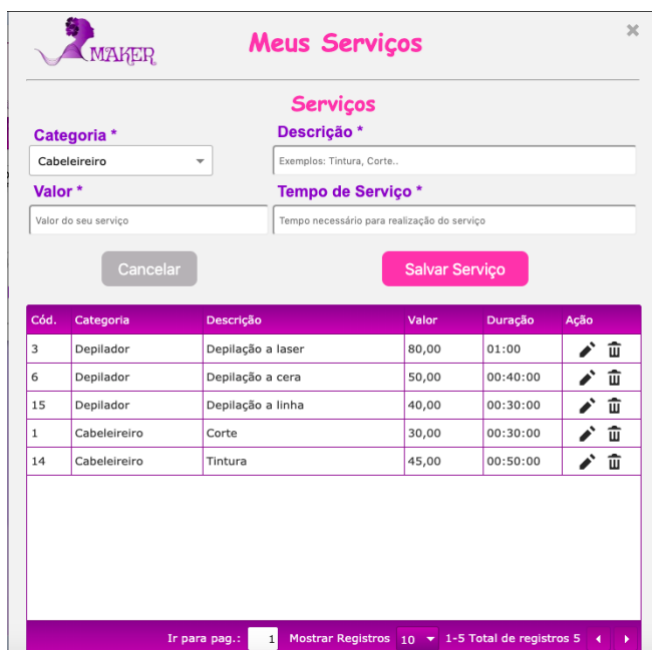 MAKER
Meus Serviços
×
Serviços
Categoria *
Descrição *
Cabeleireiro
Exemplos: Tintura, Corte..
Valor *
Tempo de Serviço *
Valor do seu serviço
Tempo necessário para realização do serviço
Cancelar
Salvar Serviço
Cód. Categoria Descrição Valor Duração Ação
3 Depilador Depilação a laser 80,00 01:00
6 Depilador Depilação a cera 50,00 00:40:00
15 Depilador Depilação a linha 40,00 00:30:00
1 Cabeleireiro Corte 30,00 00:30:00
14 Cabeleireiro Tintura 45,00 00:50:00
Ir para pag.: 1 Mostrar Registros 10 1-5 Total de registros 5